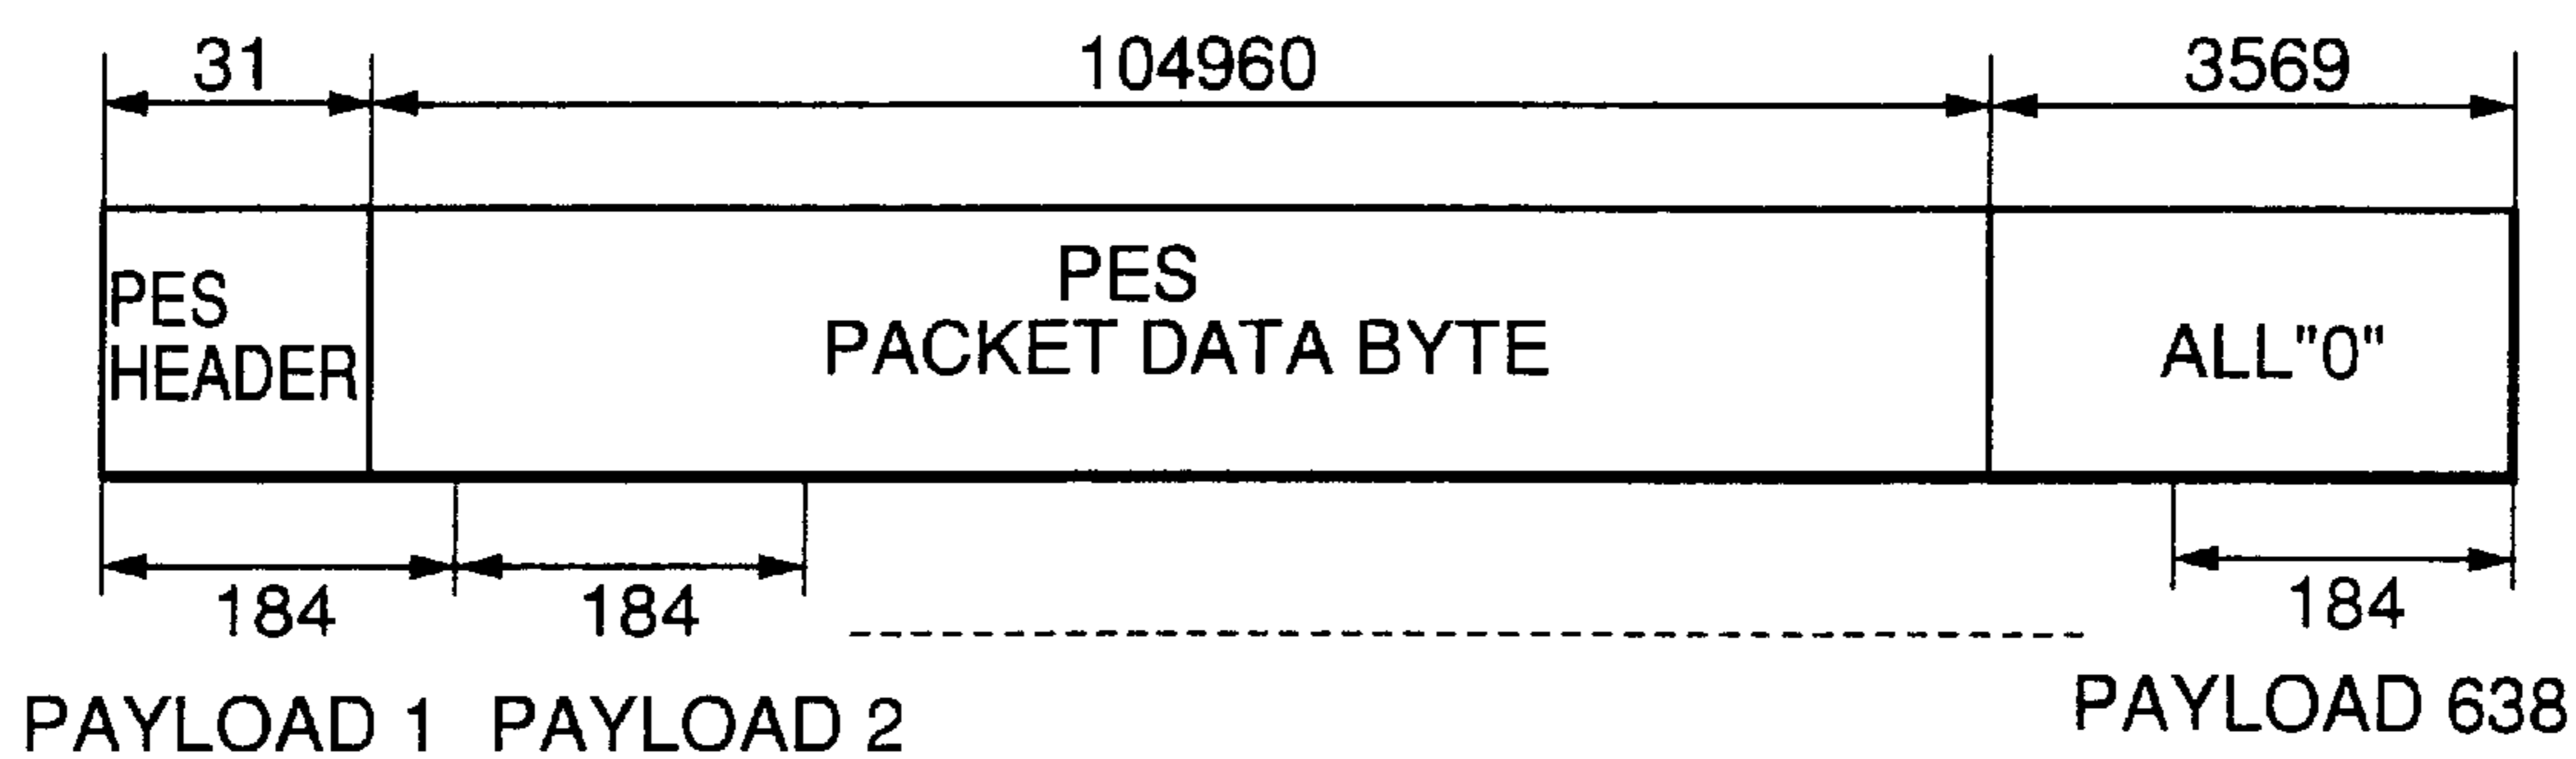 31 104960 3569
PES
HEADER
PES
PACKET DATA BYTE
ALL"0"
184 184 184
PAYLOAD 1 PAYLOAD 2 PAYLOAD 638